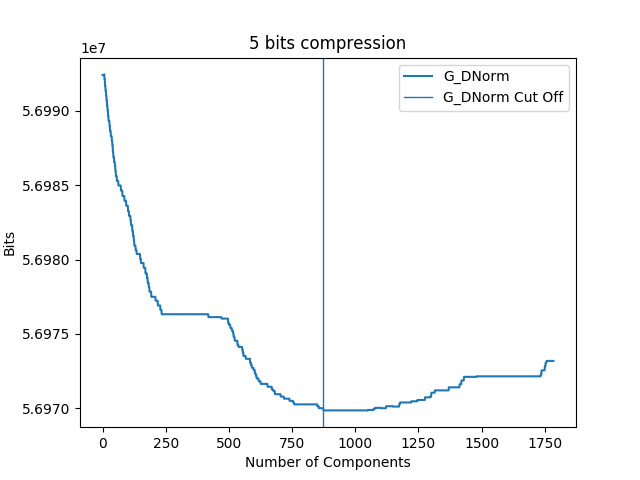 5 bits compression
1e7
G_DNorm
G_DNorm Cut Off
5.6990
5.6985
5.6980
5.6975
5.6970
Bits
0 250 500 750 1000 1250 1500 1750
Number of Components